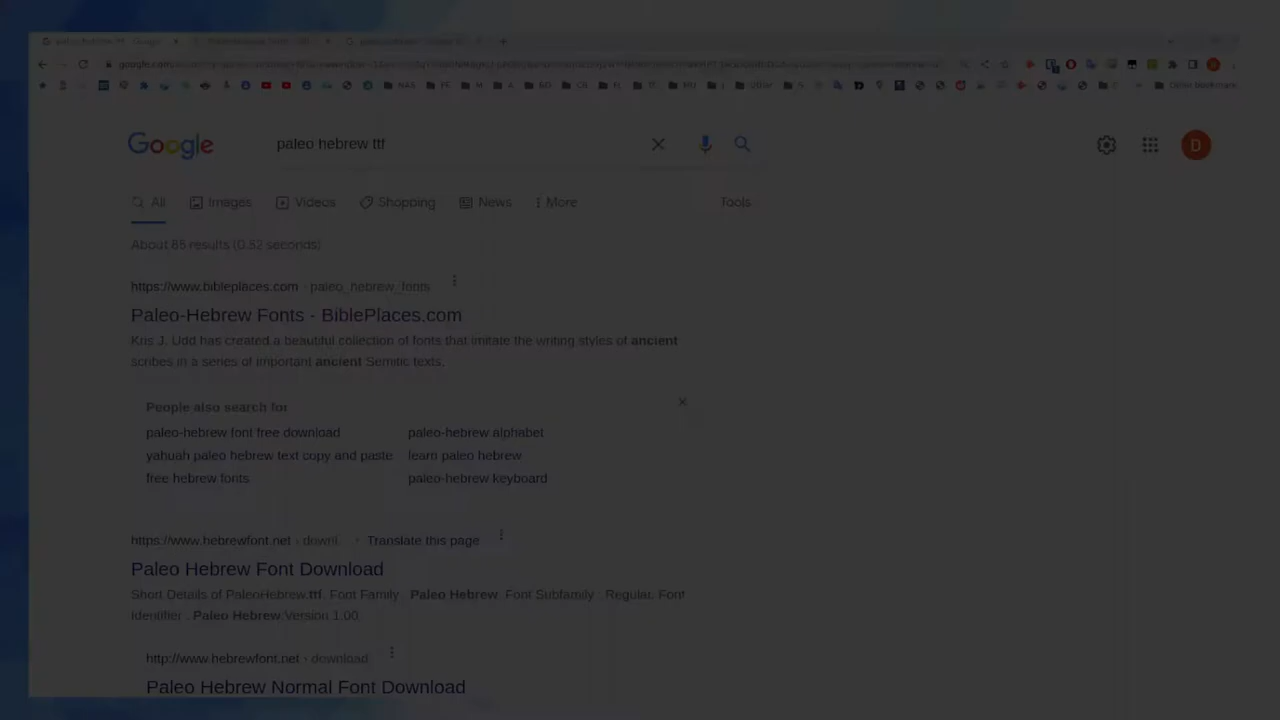 google.com
Google
paleo hebrew ttf
D
All
Images
Videos
Shopping
News
More
Tools
About 85 results (0.52 seconds)
https://www.bibleplaces.com › paleo_hebrew_fonts
Paleo-Hebrew Fonts - BiblePlaces.com
Kris J. Udd has created a beautiful collection of fonts that imitate the writing styles of ancient
scribes in a series of important ancient Semitic texts.
People also search for
paleo-hebrew font free download
paleo-hebrew alphabet
yahuah paleo hebrew text copy and paste
learn paleo hebrew
free hebrew fonts
paleo-hebrew keyboard
https://www.hebrewfont.net › downl... · Translate this page
Paleo Hebrew Font Download
Short Details of PaleoHebrew.ttf. Font Family : Paleo Hebrew. Font Subfamily : Regular. Font
Identifier : Paleo Hebrew:Version 1.00.
http://www.hebrewfont.net › download
Paleo Hebrew Normal Font Download